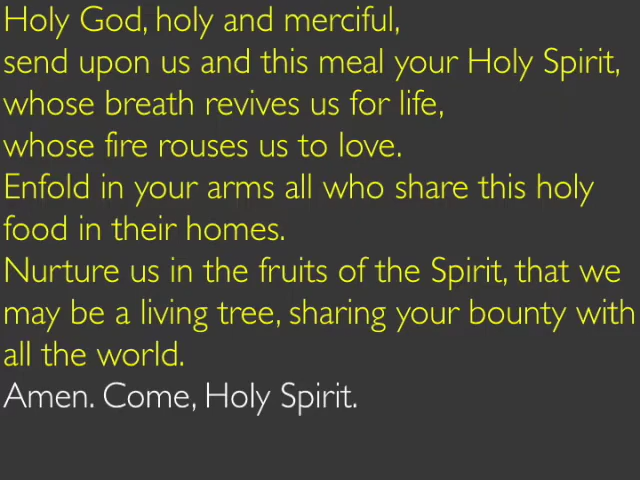 Holy God, holy and merciful,
send upon us and this meal your Holy Spirit,
whose breath revives us for life,
whose fire rouses us to love.
Enfold in your arms all who share this holy
food in their homes.
Nurture us in the fruits of the Spirit, that we
may be a living tree, sharing your bounty with
all the world.
Amen. Come, Holy Spirit.